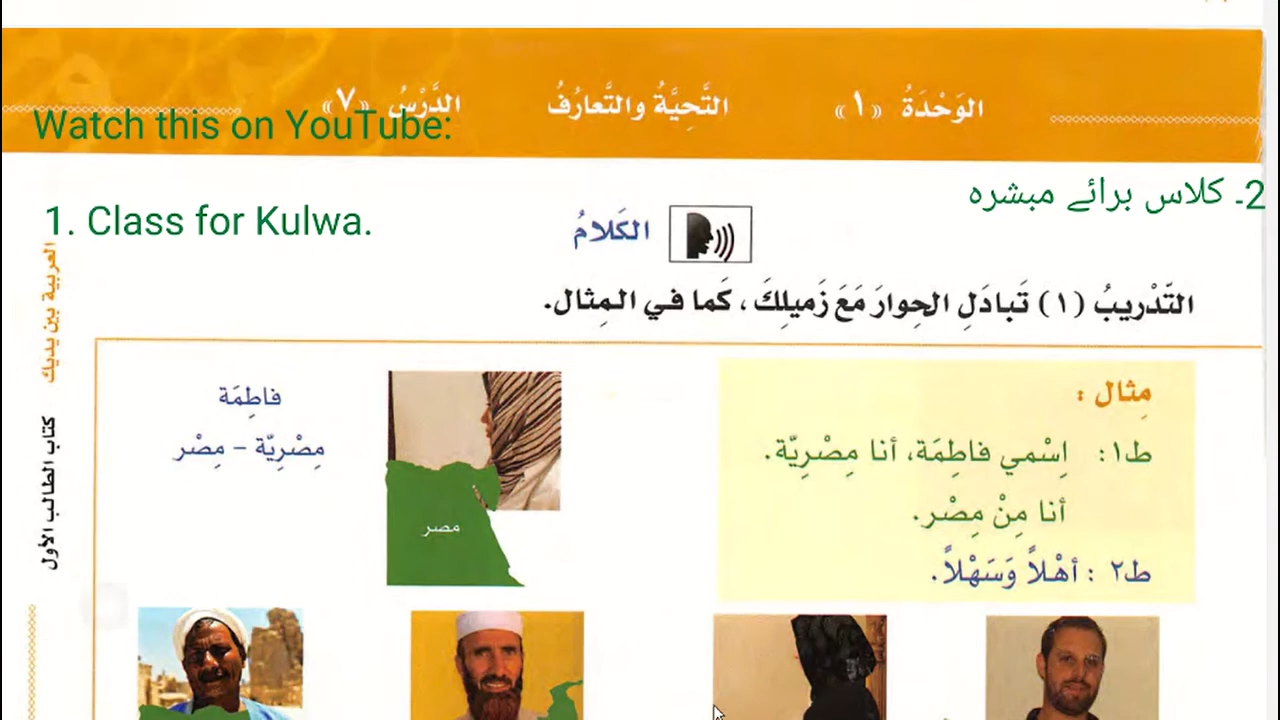 الوَحْدَةُ «١» التَّحِيَّةُ والتَّعارُفُ الدَّرْسُ «٧»
Watch this on YouTube:
2۔ کلاس برائے مبشرہ
1. Class for Kulwa.
الكَلامُ
التَّدْريبُ (١) تَبادَلِ الحِوارَ مَعَ زَميلِكَ، كَما في المِثال.
مِثال :
ط١: اِسْمي فاطِمَة، أنا مِصْرِيّة.
أنا مِنْ مِصْر.
ط٢ : أهْلاً وَسَهْلاً.
فاطِمَة
مِصْرِيّة – مِصْر
مصر
العربية بين يديك
كتاب الطالب الأول